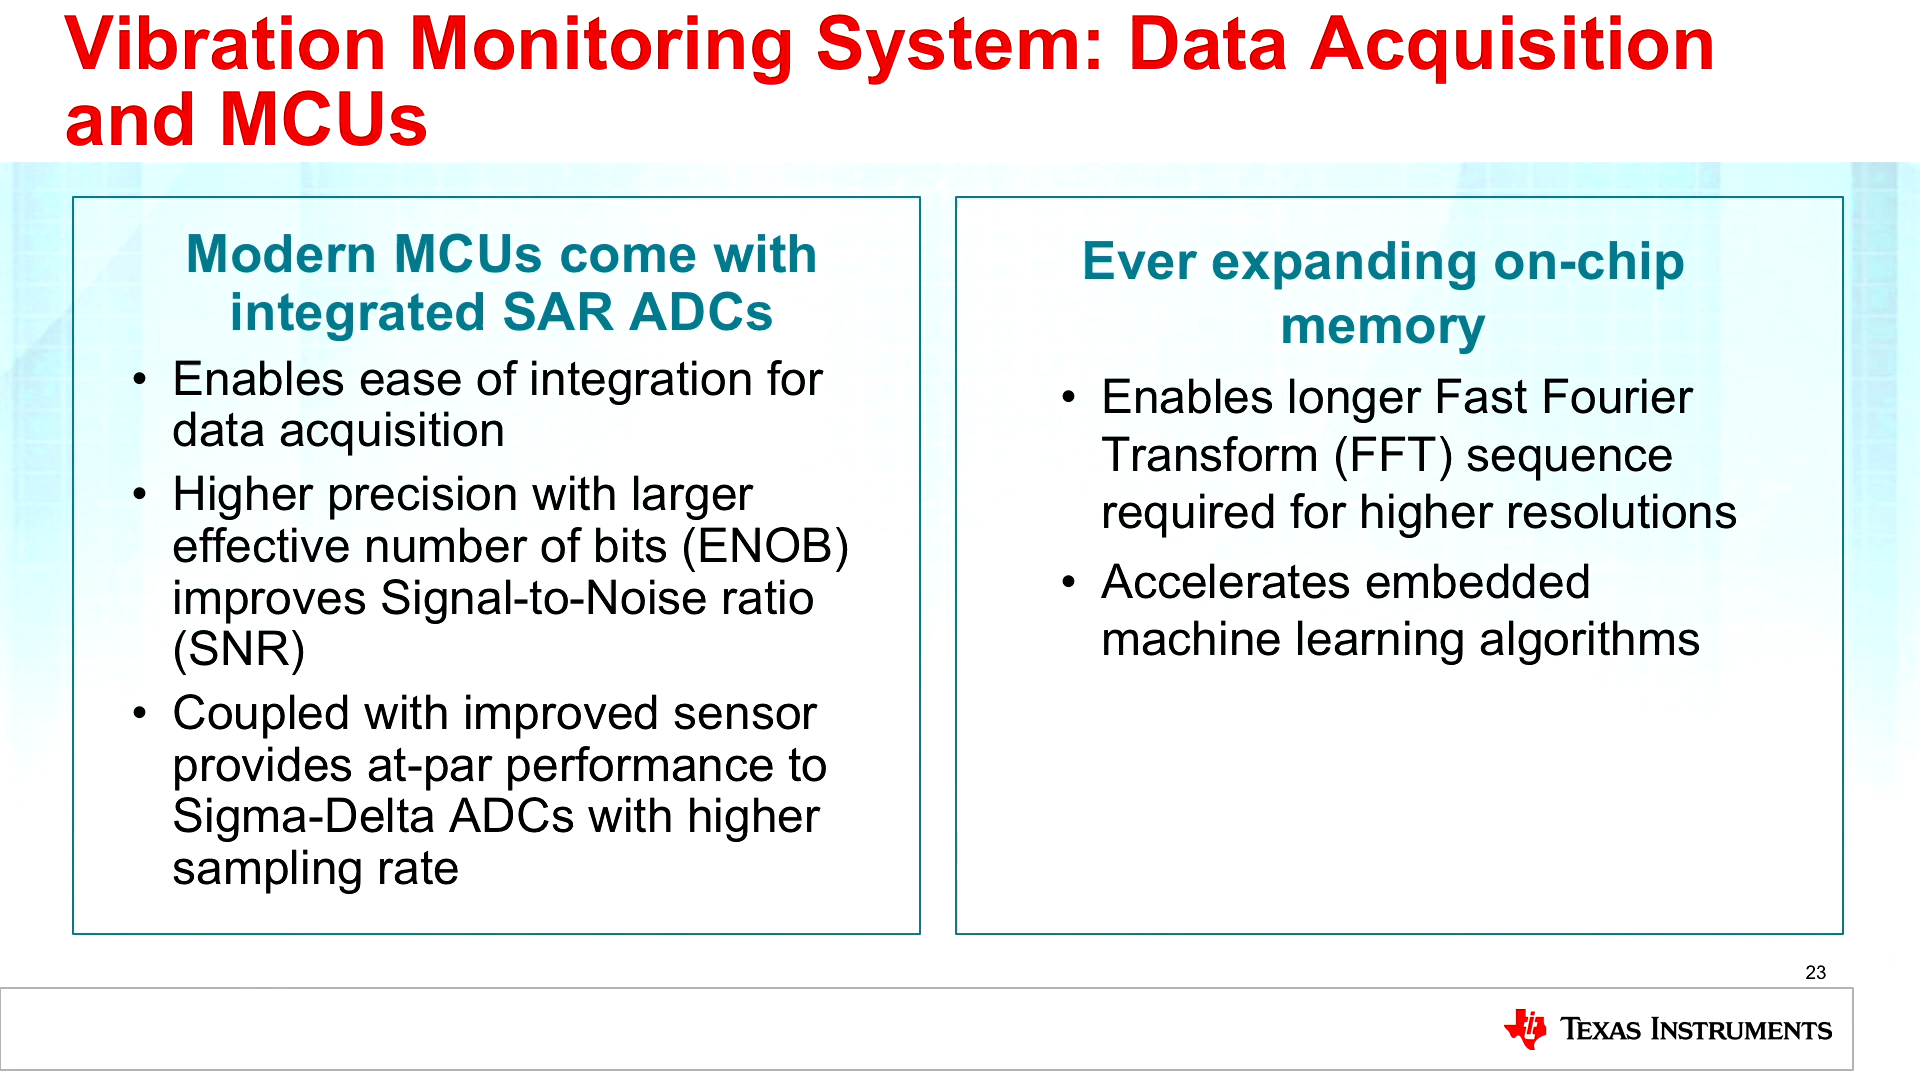 Vibration Monitoring System: Data Acquisition
and MCUs
Modern MCUs come with
integrated SAR ADCs
• Enables ease of integration for
data acquisition
• Higher precision with larger
effective number of bits (ENOB)
improves Signal-to-Noise ratio
(SNR)
• Coupled with improved sensor
provides at-par performance to
Sigma-Delta ADCs with higher
sampling rate
Ever expanding on-chip
memory
• Enables longer Fast Fourier
Transform (FFT) sequence
required for higher resolutions
• Accelerates embedded
machine learning algorithms
23
TEXAS INSTRUMENTS